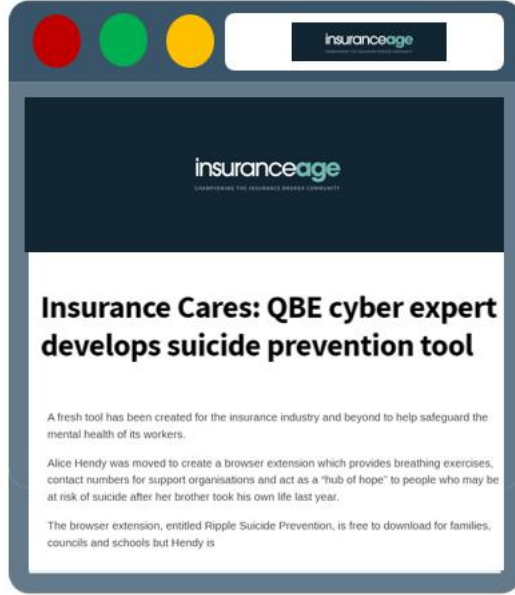 insuranceage
insuranceage
CHAMPIONING THE INSURANCE BROKER COMMUNITY
Insurance Cares: QBE cyber expert
develops suicide prevention tool
A fresh tool has been created for the insurance industry and beyond to help safeguard the
mental health of its workers.
Alice Hendy was moved to create a browser extension which provides breathing exercises,
contact numbers for support organisations and act as a “hub of hope” to people who may be
at risk of suicide after her brother took his own life last year.
The browser extension, entitled Ripple Suicide Prevention, is free to download for families,
councils and schools but Hendy is